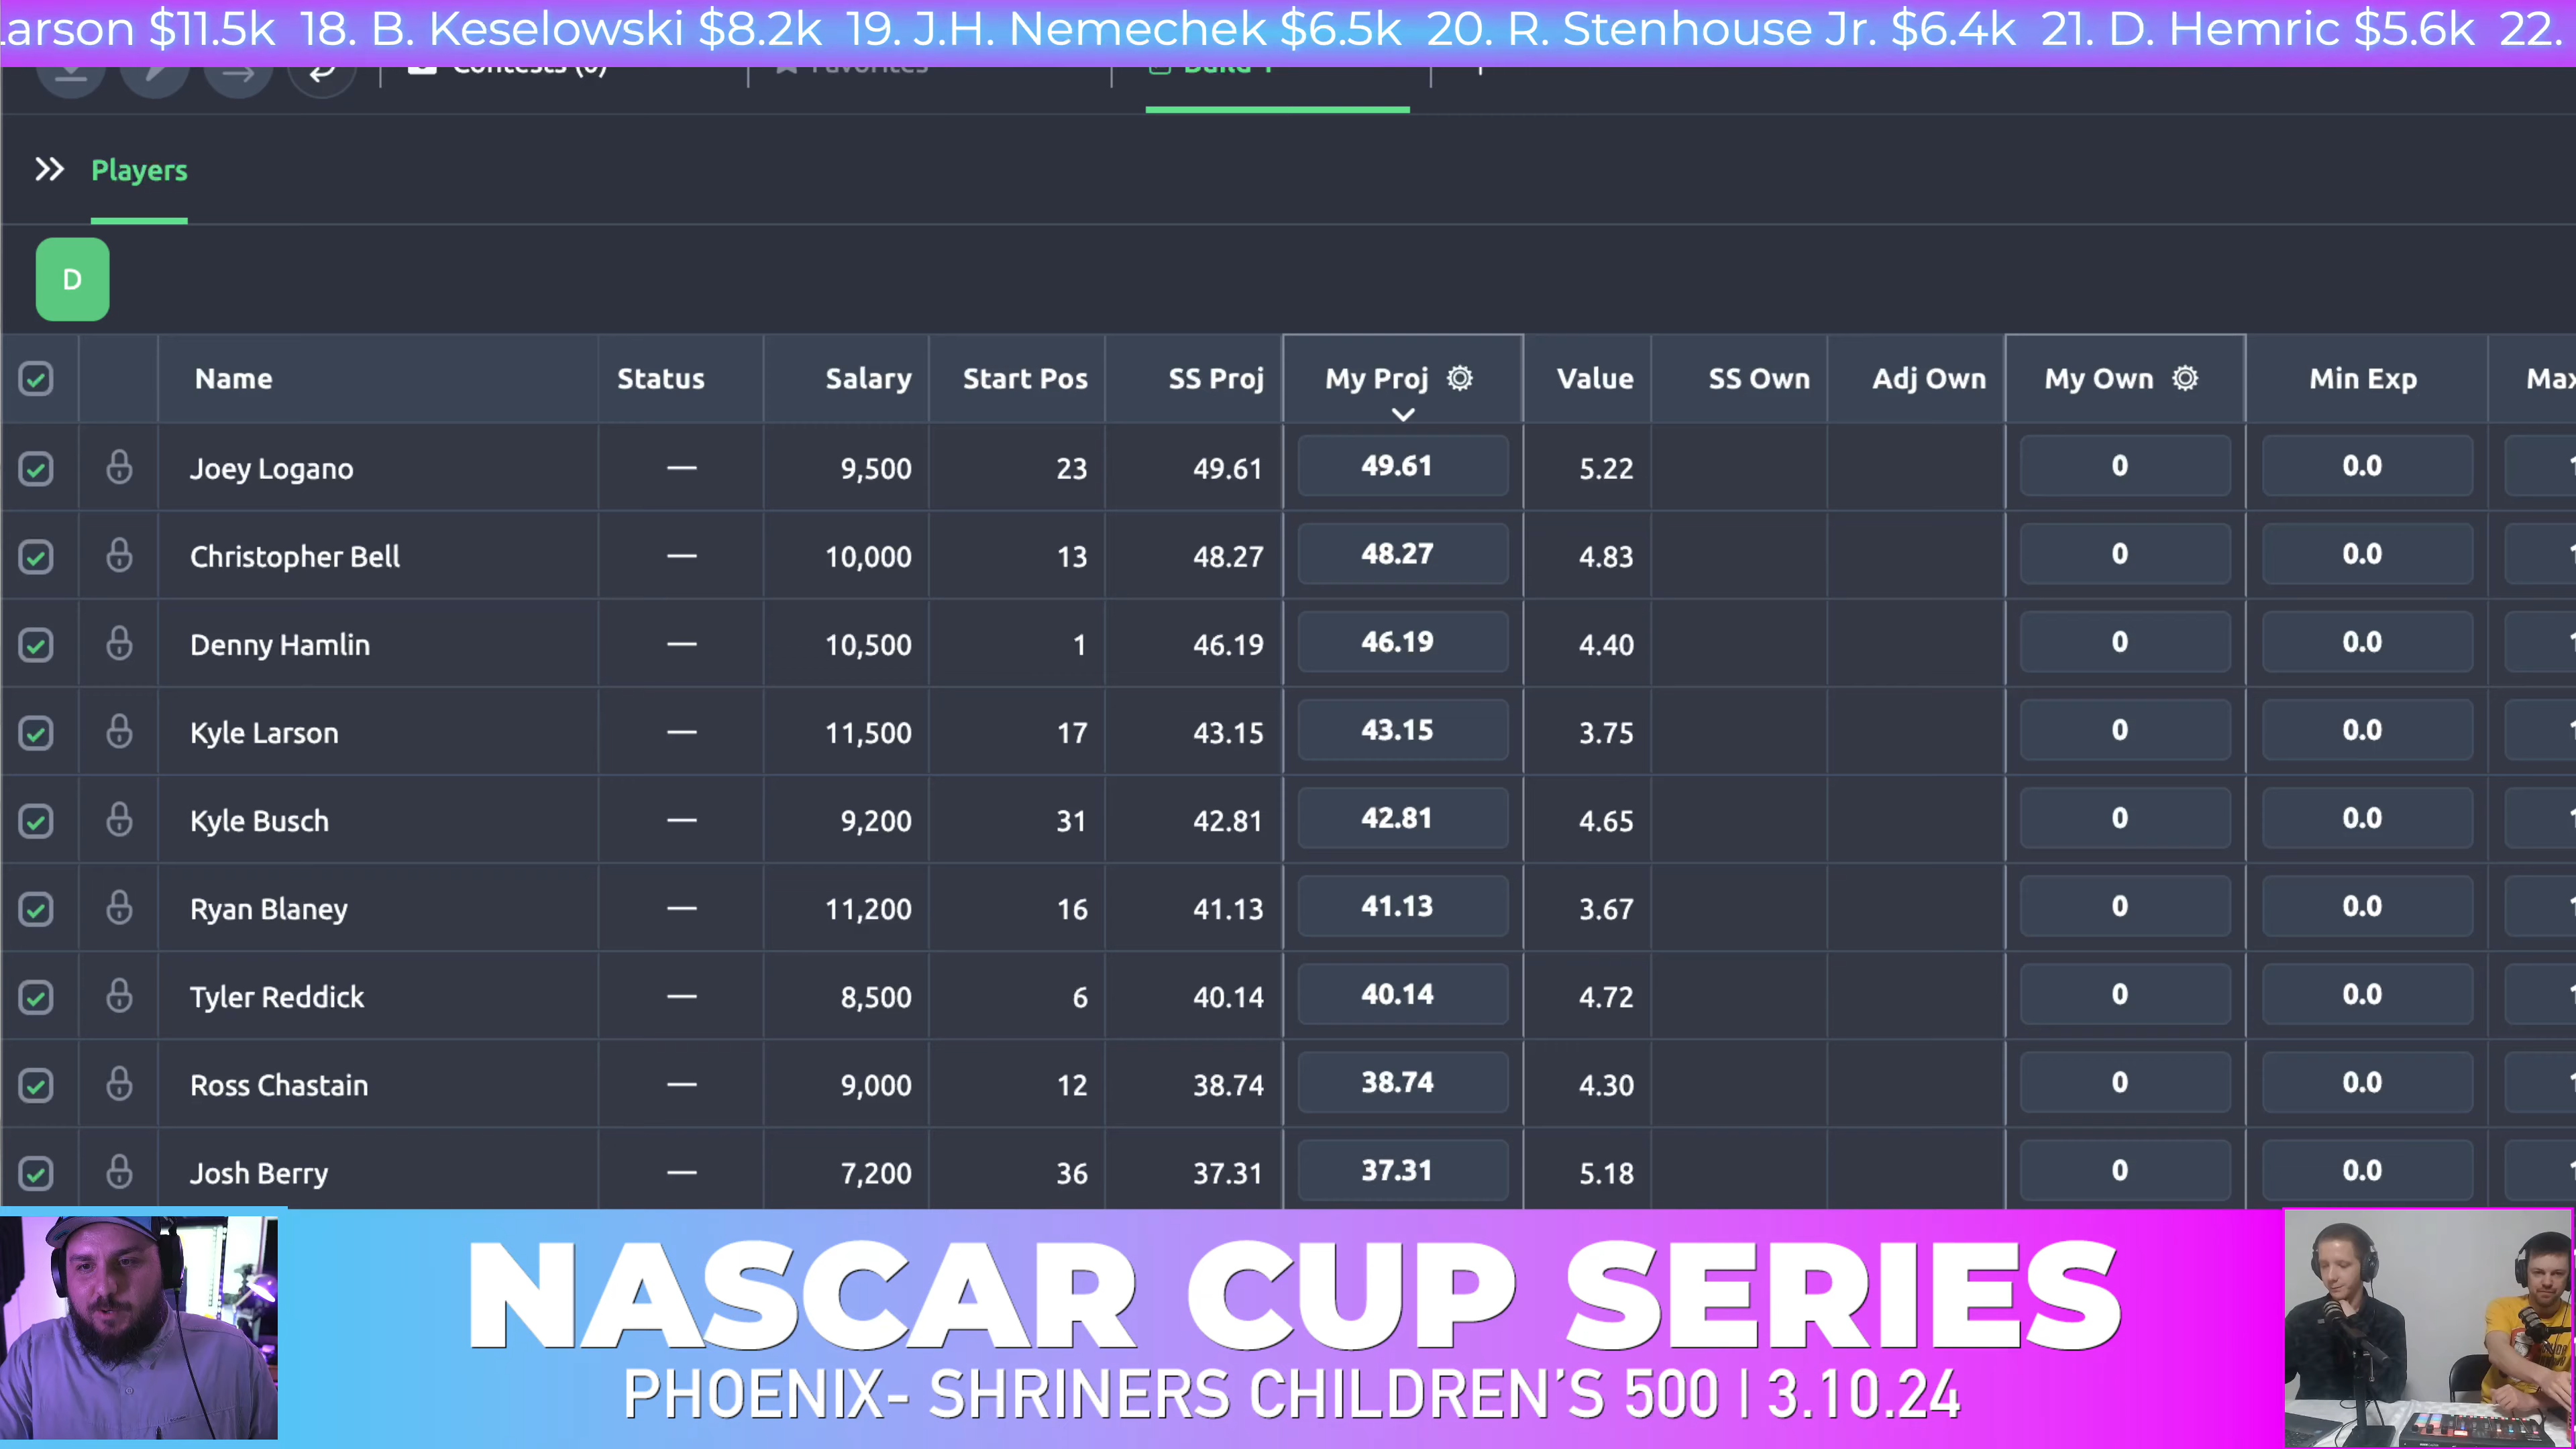 arson $11.5k 18. B. Keselowski $8.2k 19. J.H. Nemechek $6.5k 20. R. Stenhouse Jr. $6.4k 21. D. Hemric $5.6k 22.
Contests (0) Favorites Build 1
Players
D
Name Status Salary Start Pos SS Proj My Proj Value SS Own Adj Own My Own Min Exp Max
Joey Logano — 9,500 23 49.61 49.61 5.22 0 0.0
Christopher Bell — 10,000 13 48.27 48.27 4.83 0 0.0
Denny Hamlin — 10,500 1 46.19 46.19 4.40 0 0.0
Kyle Larson — 11,500 17 43.15 43.15 3.75 0 0.0
Kyle Busch — 9,200 31 42.81 42.81 4.65 0 0.0
Ryan Blaney — 11,200 16 41.13 41.13 3.67 0 0.0
Tyler Reddick — 8,500 6 40.14 40.14 4.72 0 0.0
Ross Chastain — 9,000 12 38.74 38.74 4.30 0 0.0
Josh Berry — 7,200 36 37.31 37.31 5.18 0 0.0
NASCAR CUP SERIES
PHOENIX- SHRINERS CHILDREN'S 500 | 3.10.24